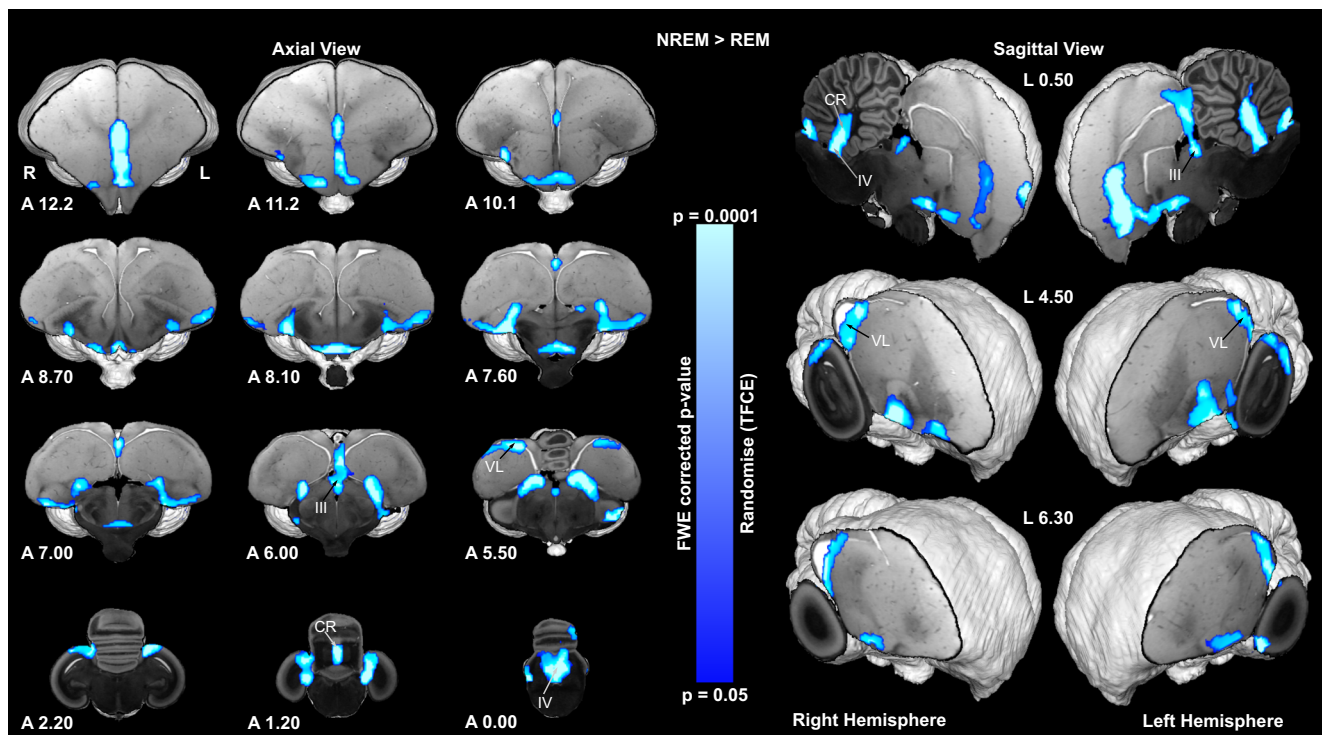 Axial View
NREM > REM
Sagittal View
L 0.50
CR
IV
III
R
L
A 12.2
A 11.2
A 10.1
p = 0.0001
A 8.70
A 8.10
A 7.60
L 4.50
VL
VL
FWE corrected p-value
Randomise (TFCE)
VL
III
A 7.00
A 6.00
A 5.50
L 6.30
CR
IV
A 2.20
A 1.20
A 0.00
p = 0.05
Right Hemisphere
Left Hemisphere